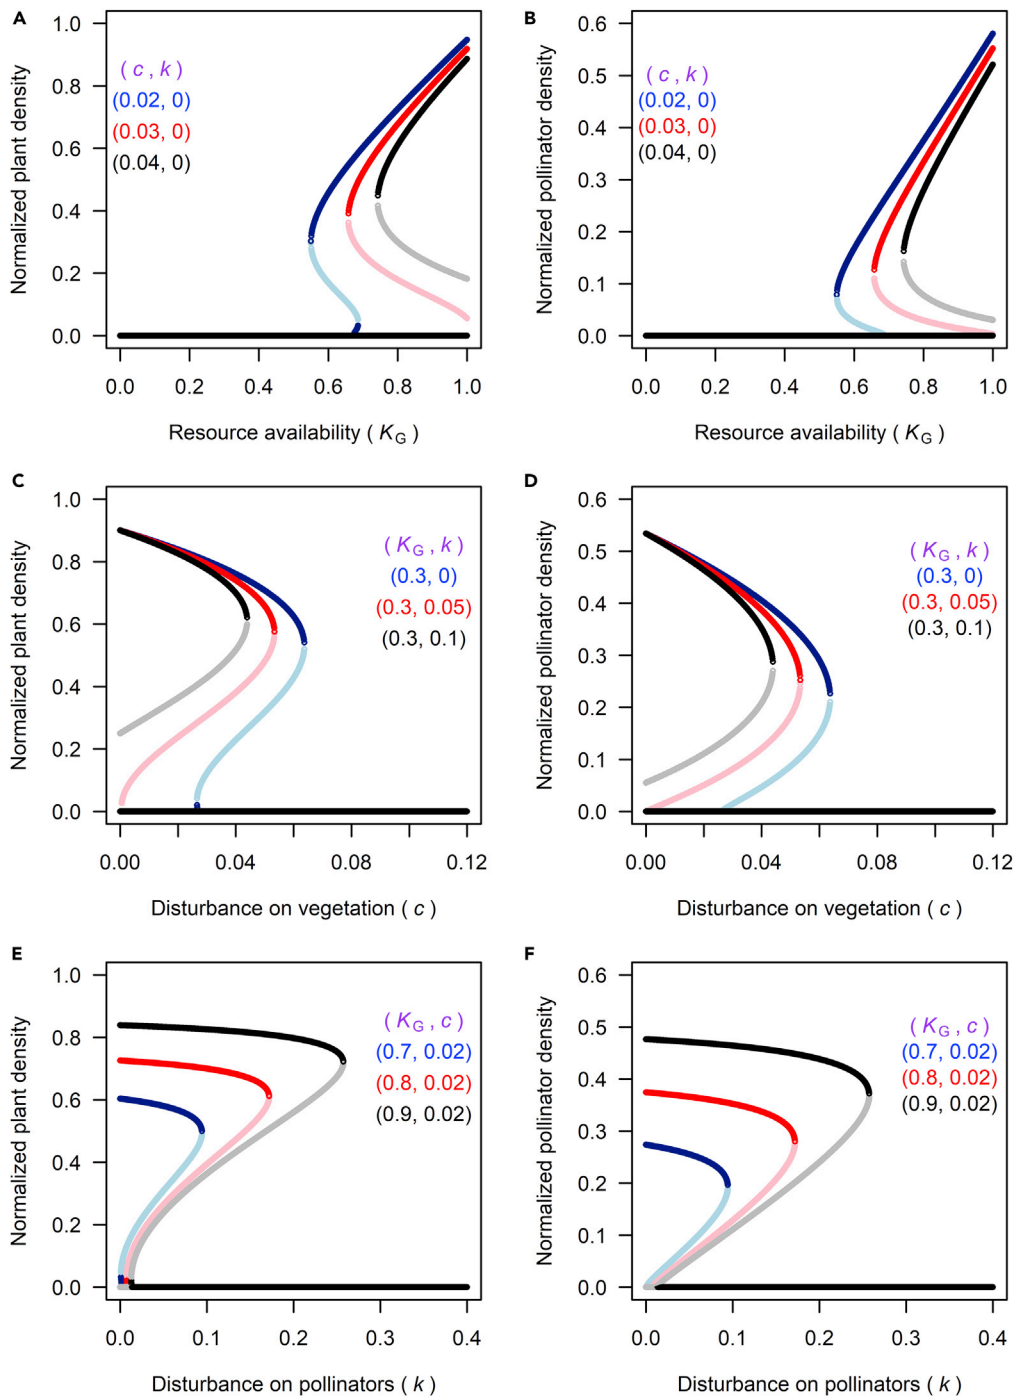 A
Normalized plant density
1.0
0.8
0.6
0.4
0.2
0.0
( c , k )
(0.02, 0)
(0.03, 0)
(0.04, 0)
0.0 0.2 0.4 0.6 0.8 1.0
Resource availability ( K_G )
B
Normalized pollinator density
0.6
0.5
0.4
0.3
0.2
0.1
0.0
( c , k )
(0.02, 0)
(0.03, 0)
(0.04, 0)
0.0 0.2 0.4 0.6 0.8 1.0
Resource availability ( K_G )
C
Normalized plant density
1.0
0.8
0.6
0.4
0.2
0.0
( K_G , k )
(0.3, 0)
(0.3, 0.05)
(0.3, 0.1)
0.00 0.04 0.08 0.12
Disturbance on vegetation ( c )
D
Normalized pollinator density
0.6
0.5
0.4
0.3
0.2
0.1
0.0
( K_G , k )
(0.3, 0)
(0.3, 0.05)
(0.3, 0.1)
0.00 0.04 0.08 0.12
Disturbance on vegetation ( c )
E
Normalized plant density
1.0
0.8
0.6
0.4
0.2
0.0
( K_G , c )
(0.7, 0.02)
(0.8, 0.02)
(0.9, 0.02)
0.0 0.1 0.2 0.3 0.4
Disturbance on pollinators ( k )
F
Normalized pollinator density
0.6
0.5
0.4
0.3
0.2
0.1
0.0
( K_G , c )
(0.7, 0.02)
(0.8, 0.02)
(0.9, 0.02)
0.0 0.1 0.2 0.3 0.4
Disturbance on pollinators ( k )